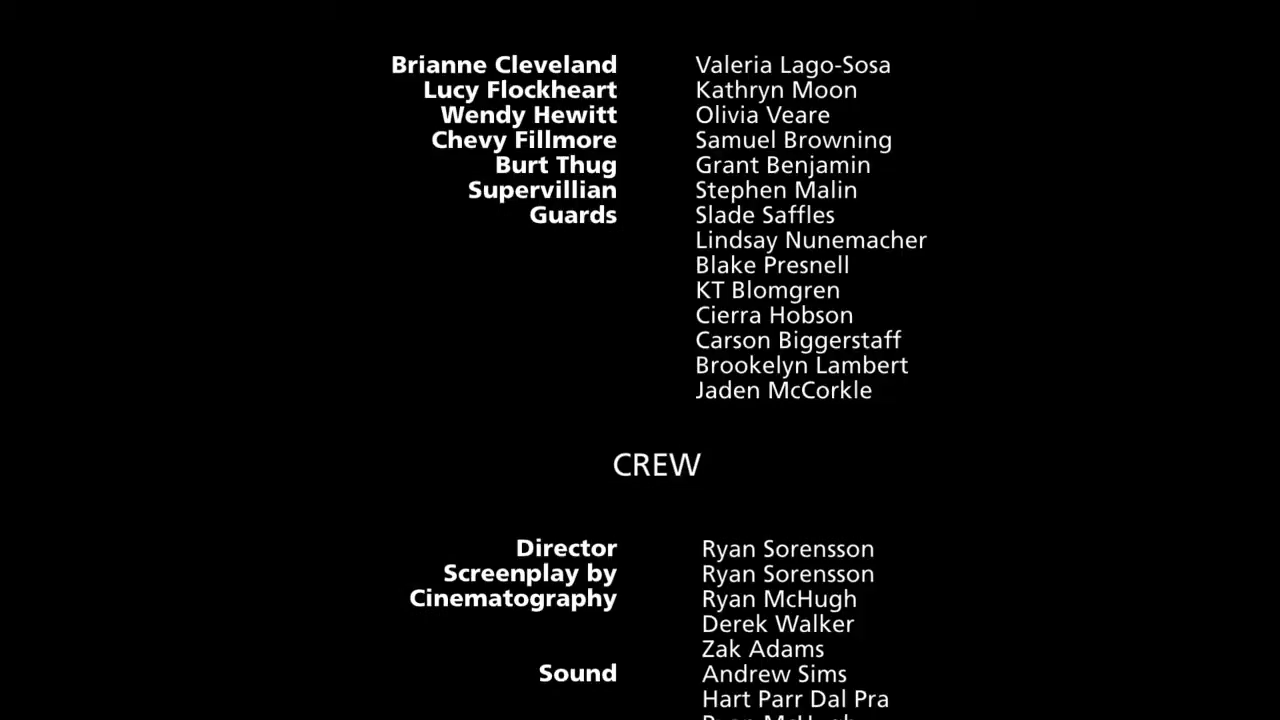 Brianne Cleveland Valeria Lago-Sosa
Lucy Flockheart Kathryn Moon
Wendy Hewitt Olivia Veare
Chevy Fillmore Samuel Browning
Burt Thug Grant Benjamin
Supervillian Stephen Malin
Guards Slade Saffles
Lindsay Nunemacher
Blake Presnell
KT Blomgren
Cierra Hobson
Carson Biggerstaff
Brookelyn Lambert
Jaden McCorkle
CREW
Director Ryan Sorensson
Screenplay by Ryan Sorensson
Cinematography Ryan McHugh
Derek Walker
Zak Adams
Sound Andrew Sims
Hart Parr Dal Pra
Ryan McHugh